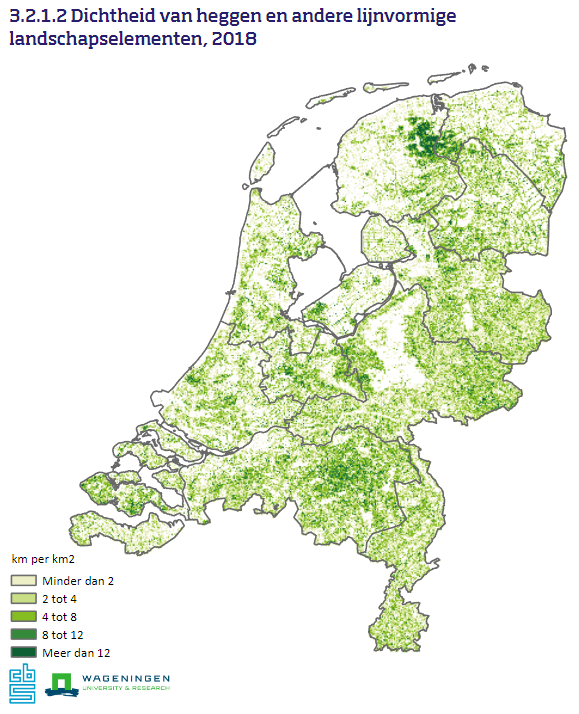 3.2.1.2 Dichtheid van heggen en andere lijnvormige
landschapselementen, 2018
km per km2
Minder dan 2
2 tot 4
4 tot 8
8 tot 12
Meer dan 12
cbs
WAGENINGEN
UNIVERSITY & RESEARCH